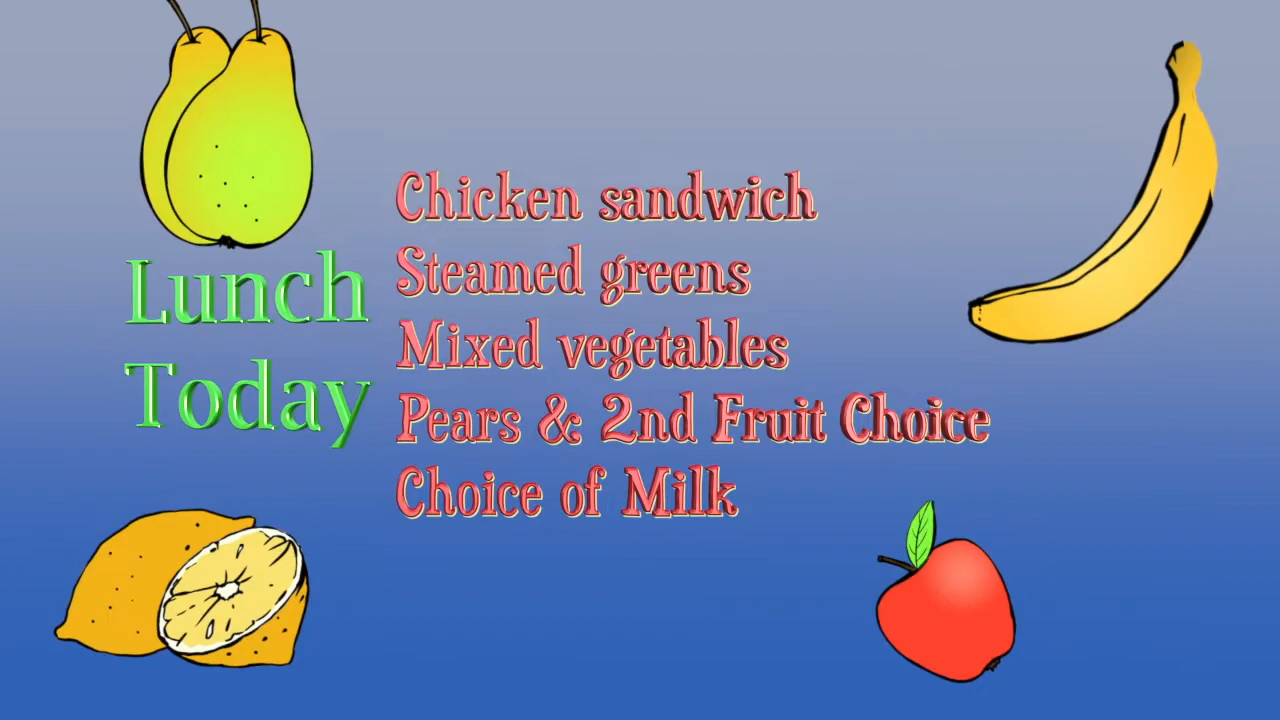 Lunch
Today
Chicken sandwich
Steamed greens
Mixed vegetables
Pears & 2nd Fruit Choice
Choice of Milk